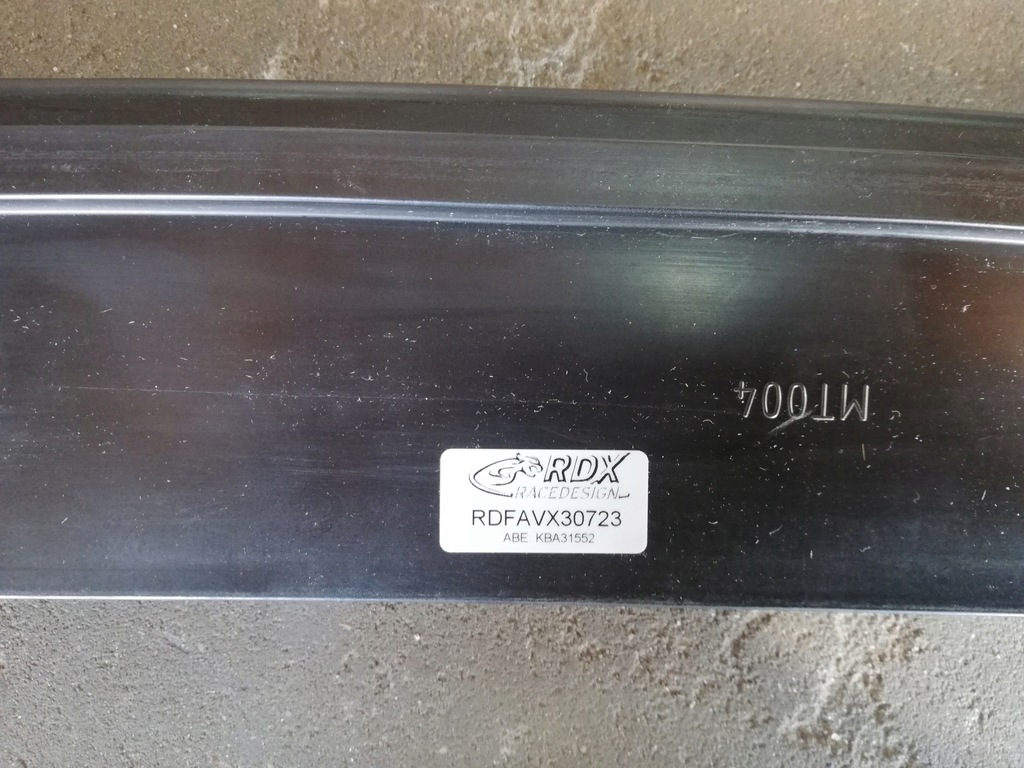 MT004
RDX
RACEDESIGN
RDFAVX30723
ABE KBA31552